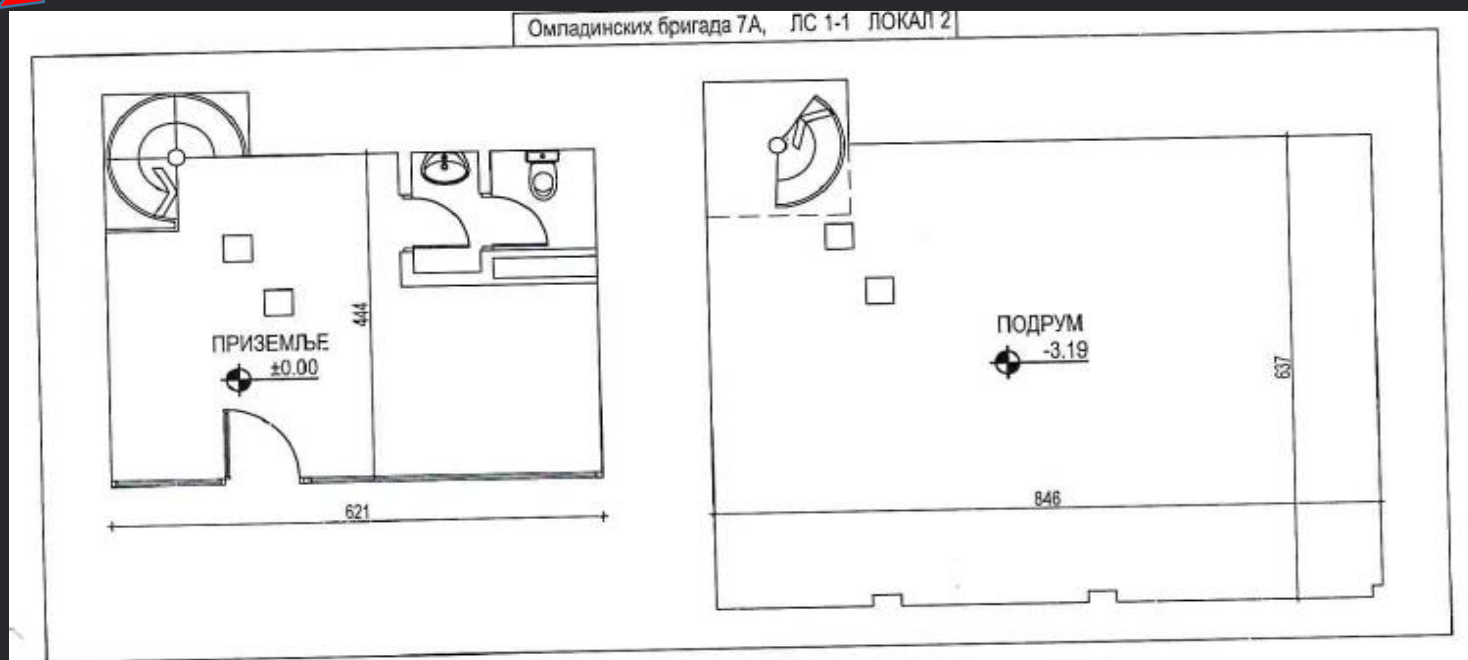 Омладинских бригада 7А, ЛС 1-1 ЛОКАЛ 2
ПРИЗЕМЉЕ
±0.00
444
621
ПОДРУМ
-3.19
637
846